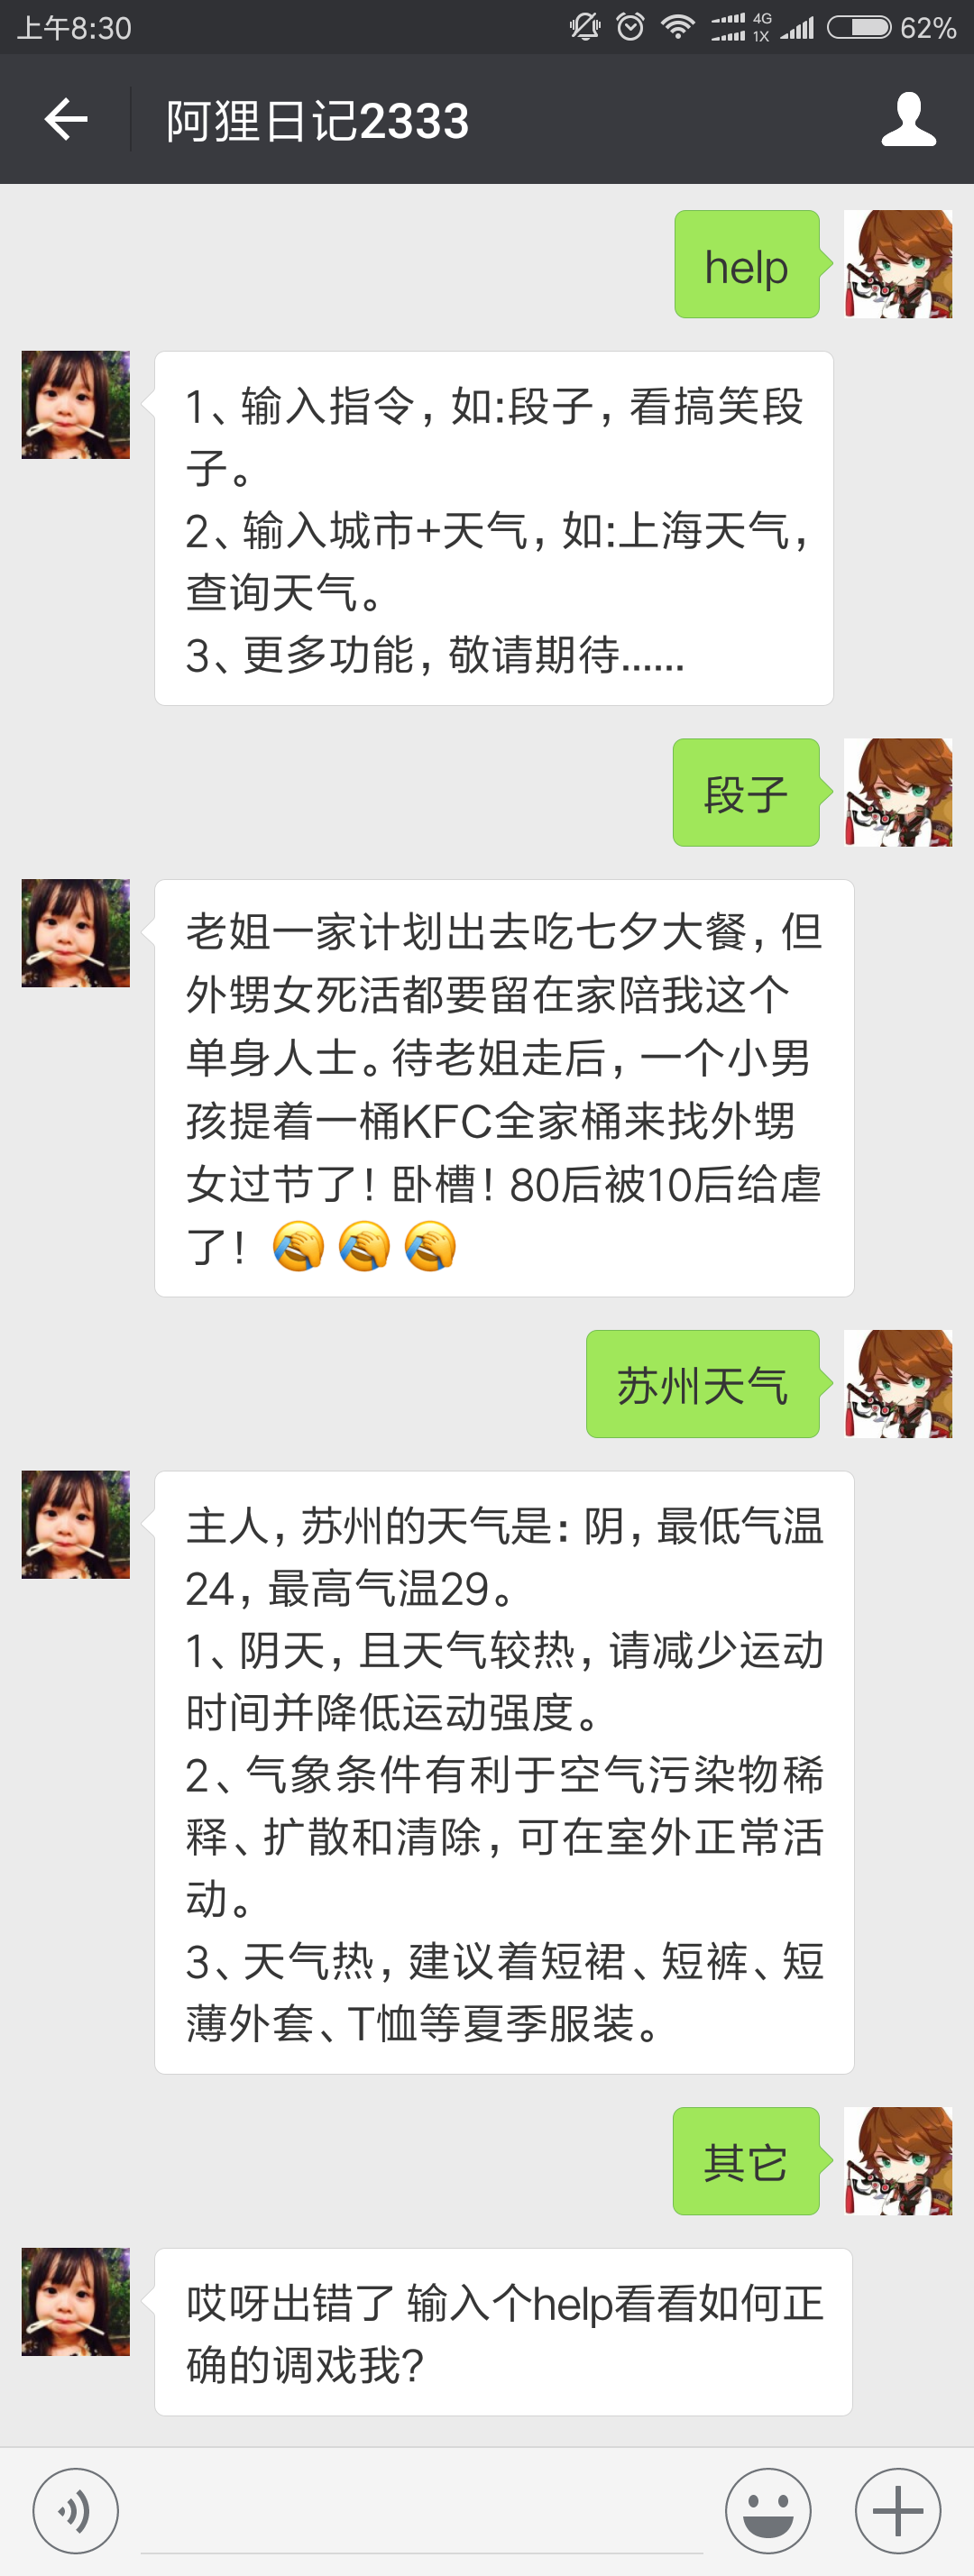 上午8:30
4G
1X
62%
阿狸日记2333
help
1、输入指令，如:段子，看搞笑段
子。
2、输入城市+天气，如:上海天气，
查询天气。
3、更多功能，敬请期待......
段子
老姐一家计划出去吃七夕大餐，但
外甥女死活都要留在家陪我这个
单身人士。待老姐走后，一个小男
孩提着一桶KFC全家桶来找外甥
女过节了！卧槽！80后被10后给虐
了！🤦🤦🤦
苏州天气
主人，苏州的天气是：阴，最低气温
24，最高气温29。
1、阴天，且天气较热，请减少运动
时间并降低运动强度。
2、气象条件有利于空气污染物稀
释、扩散和清除，可在室外正常活
动。
3、天气热，建议着短裙、短裤、短
薄外套、T恤等夏季服装。
其它
哎呀出错了 输入个help看看如何正
确的调戏我?